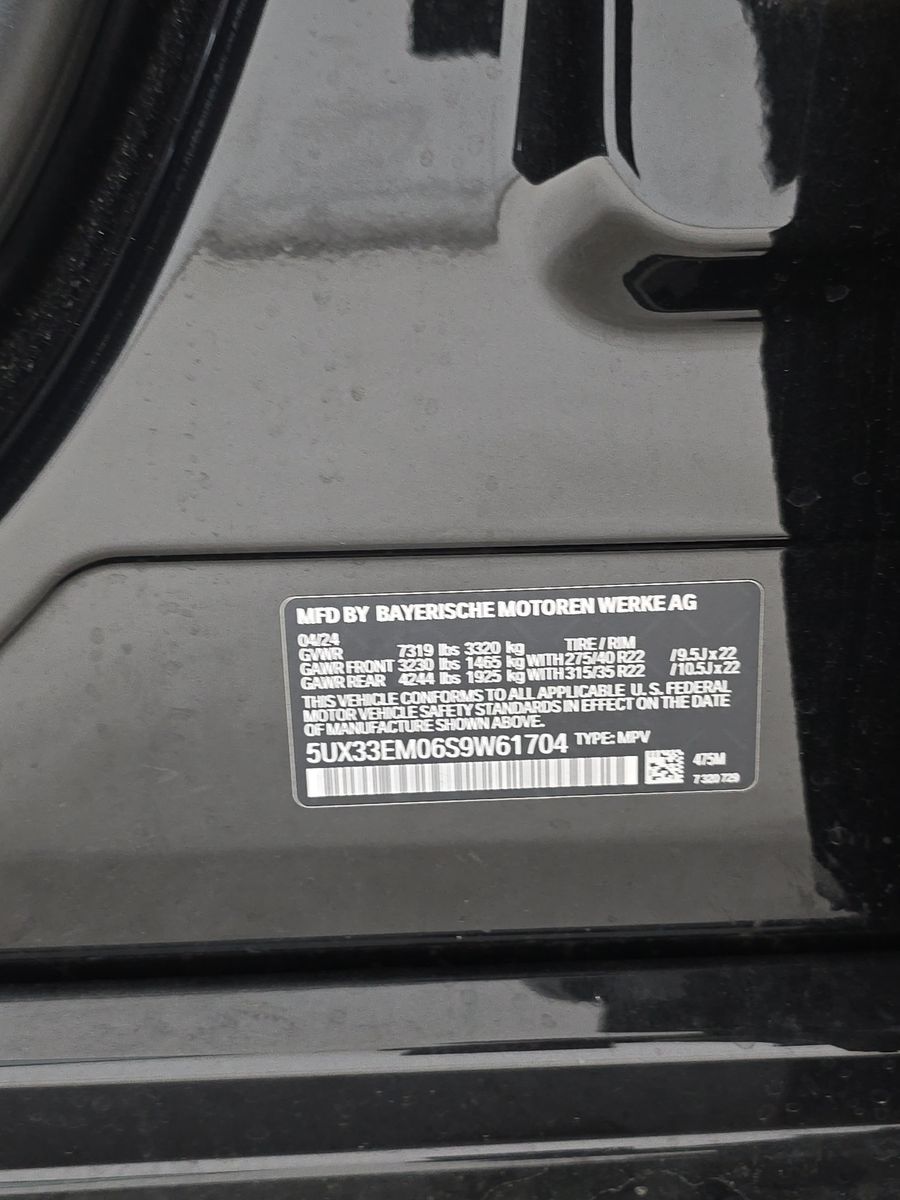 MFD BY BAYERISCHE MOTOREN WERKE AG
04/24
GVWR 7319 lbs 3320 kg TIRE / RIM
GAWR FRONT 3230 lbs 1465 kg WITH 275/40 R22 /9.5J x 22
GAWR REAR 4244 lbs 1925 kg WITH 315/35 R22 /10.5J x 22
THIS VEHICLE CONFORMS TO ALL APPLICABLE U. S. FEDERAL
MOTOR VEHICLE SAFETY STANDARDS IN EFFECT ON THE DATE
OF MANUFACTURE SHOWN ABOVE.
5UX33EM06S9W61704 TYPE: MPV
475M
7 320 729